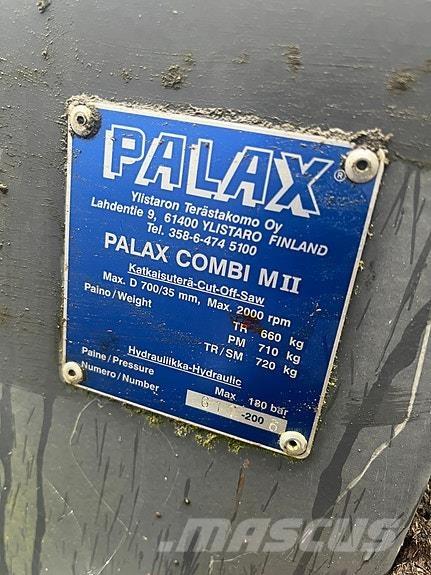 PALAX®
Ylistaron Terästakomo Oy
Lahdentie 9, 61400 YLISTARO FINLAND
Tel. 358-6-474 5100
PALAX COMBI M II
Katkaisuterä-Cut-Off-Saw
Max. D 700/35 mm, Max. 2000 rpm
Paino/Weight TR 660 kg
PM 710 kg
TR/SM 720 kg
Hydrauliikka-Hydraulic
Paine/Pressure Max 180 bar
Numero/Number -200
MASCUS